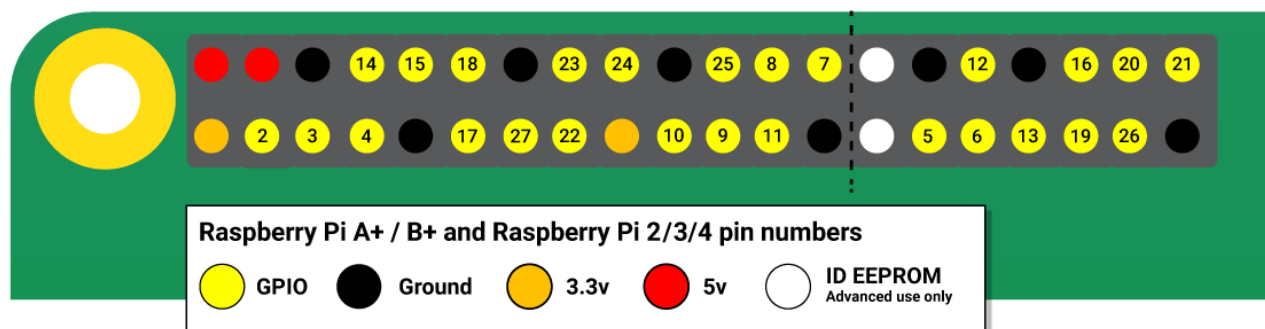 14 15 18 23 24 25 8 7 12 16 20 21
2 3 4 17 27 22 10 9 11 5 6 13 19 26
Raspberry Pi A+ / B+ and Raspberry Pi 2/3/4 pin numbers
GPIO Ground 3.3v 5v ID EEPROM
Advanced use only